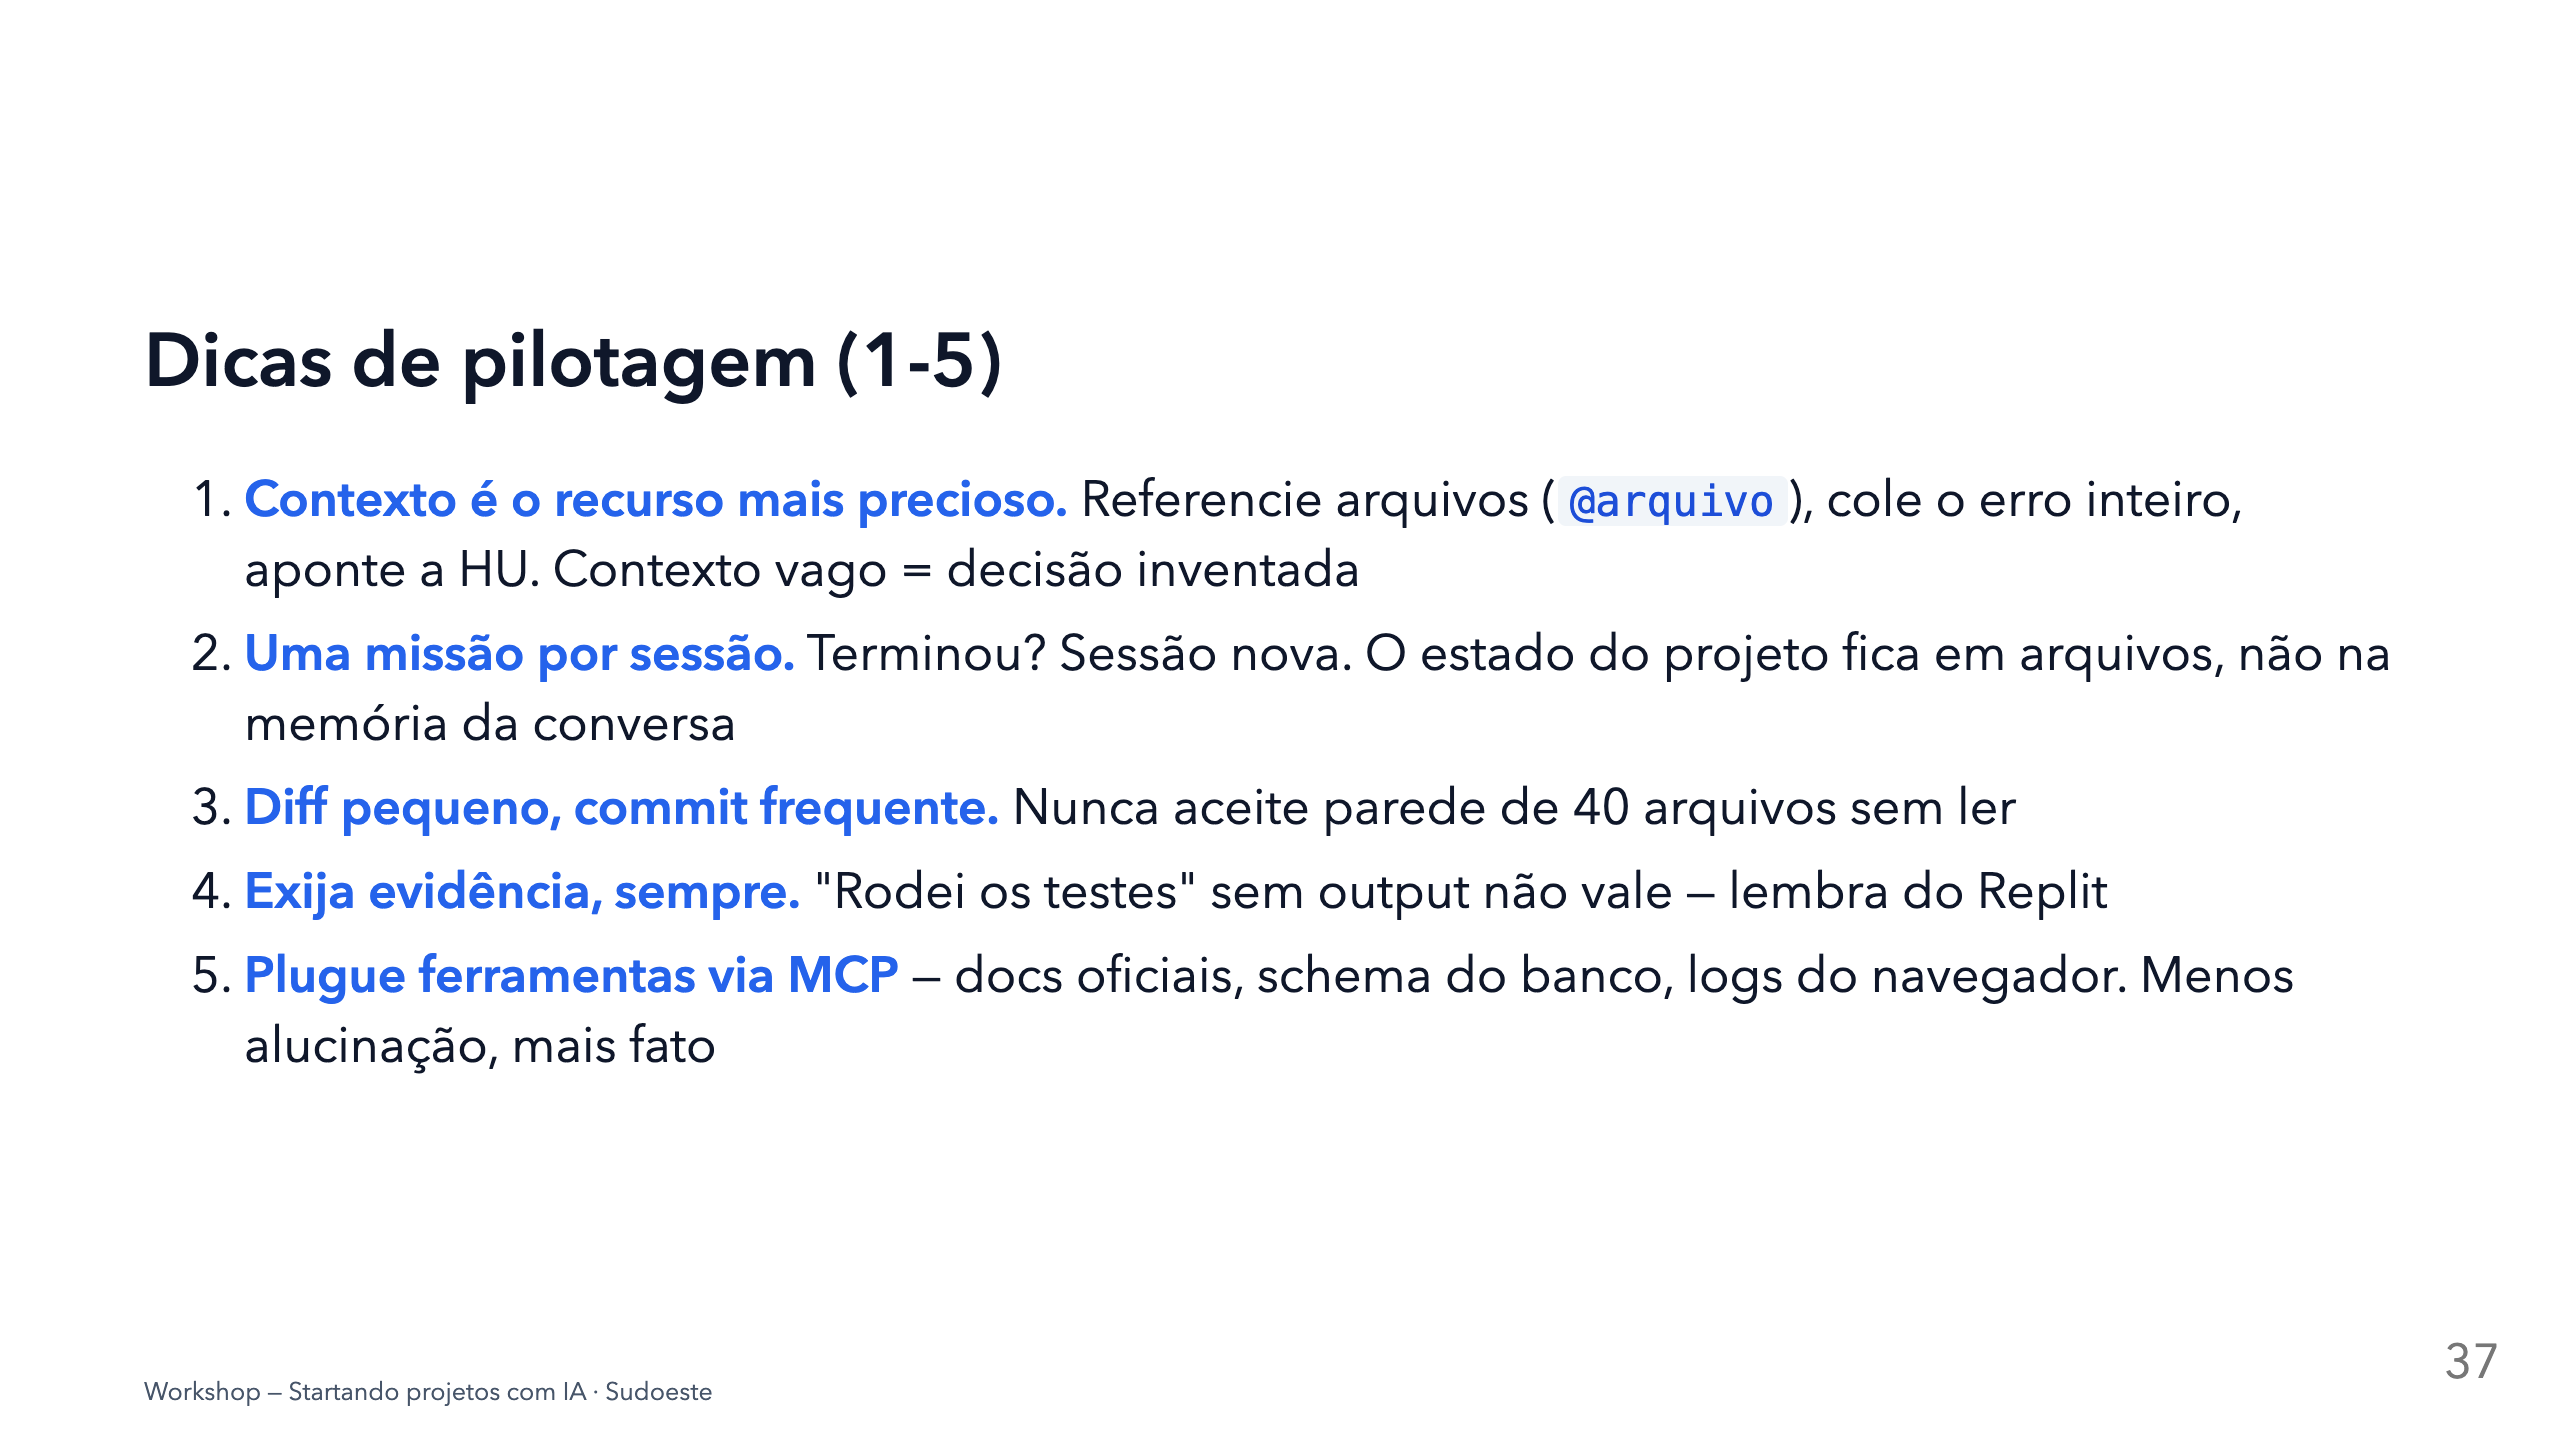 Dicas de pilotagem (1-5)
1. Contexto é o recurso mais precioso. Referencie arquivos ( @arquivo ), cole o erro inteiro,
aponte a HU. Contexto vago = decisão inventada
2. Uma missão por sessão. Terminou? Sessão nova. O estado do projeto fica em arquivos, não na
memória da conversa
3. Diff pequeno, commit frequente. Nunca aceite parede de 40 arquivos sem ler
4. Exija evidência, sempre. "Rodei os testes" sem output não vale — lembra do Replit
5. Plugue ferramentas via MCP — docs oficiais, schema do banco, logs do navegador. Menos
alucinação, mais fato
Workshop — Startando projetos com IA · Sudoeste
37